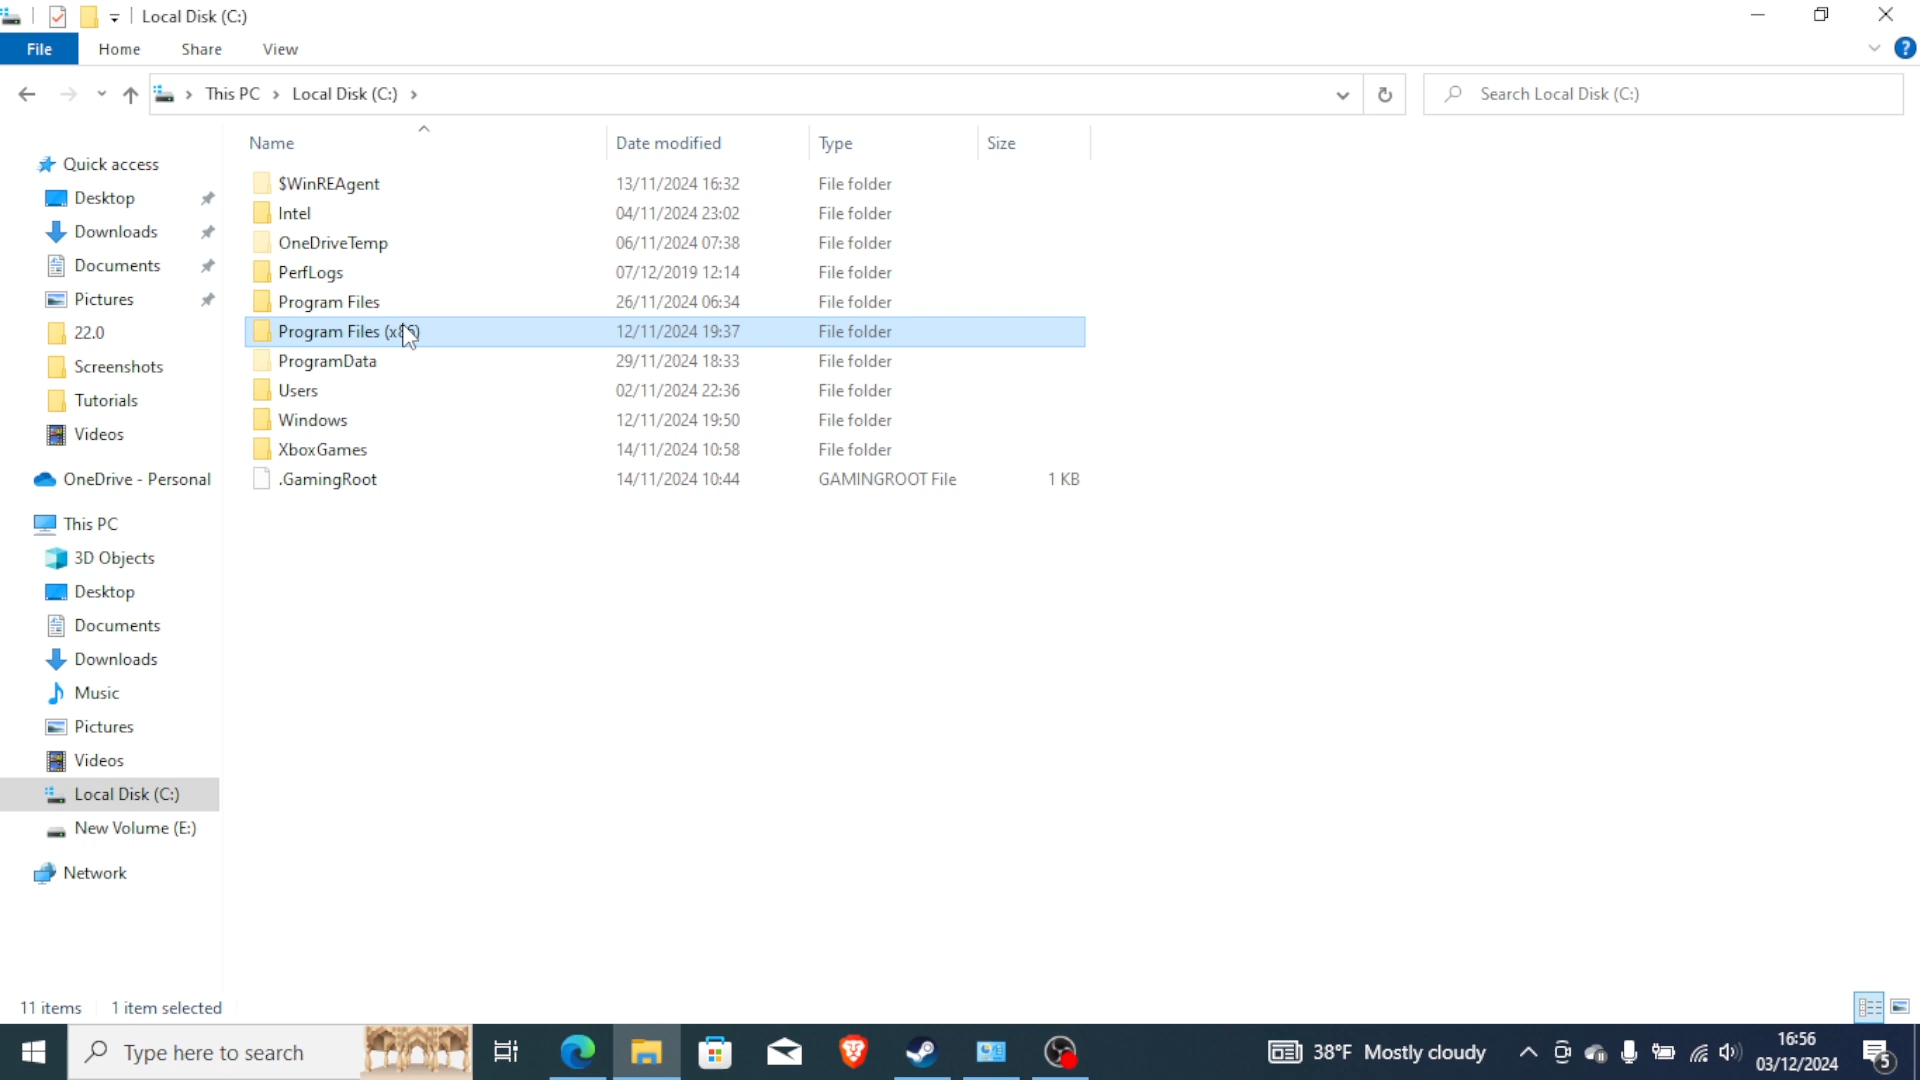 Local Disk (C:)
File Home Share View
This PC > Local Disk (C:) > Search Local Disk (C:)
Name Date modified Type Size
Quick access
Desktop
Downloads
Documents
Pictures
22.0
Screenshots
Tutorials
Videos
OneDrive - Personal
This PC
3D Objects
Desktop
Documents
Downloads
Music
Pictures
Videos
Local Disk (C:)
New Volume (E:)
Network
$WinREAgent 13/11/2024 16:32 File folder
Intel 04/11/2024 23:02 File folder
OneDriveTemp 06/11/2024 07:38 File folder
PerfLogs 07/12/2019 12:14 File folder
Program Files 26/11/2024 06:34 File folder
Program Files (x86) 12/11/2024 19:37 File folder
ProgramData 29/11/2024 18:33 File folder
Users 02/11/2024 22:36 File folder
Windows 12/11/2024 19:50 File folder
XboxGames 14/11/2024 10:58 File folder
.GamingRoot 14/11/2024 10:44 GAMINGROOT File 1 KB
11 items 1 item selected
Type here to search
38°F Mostly cloudy
16:56
03/12/2024
5